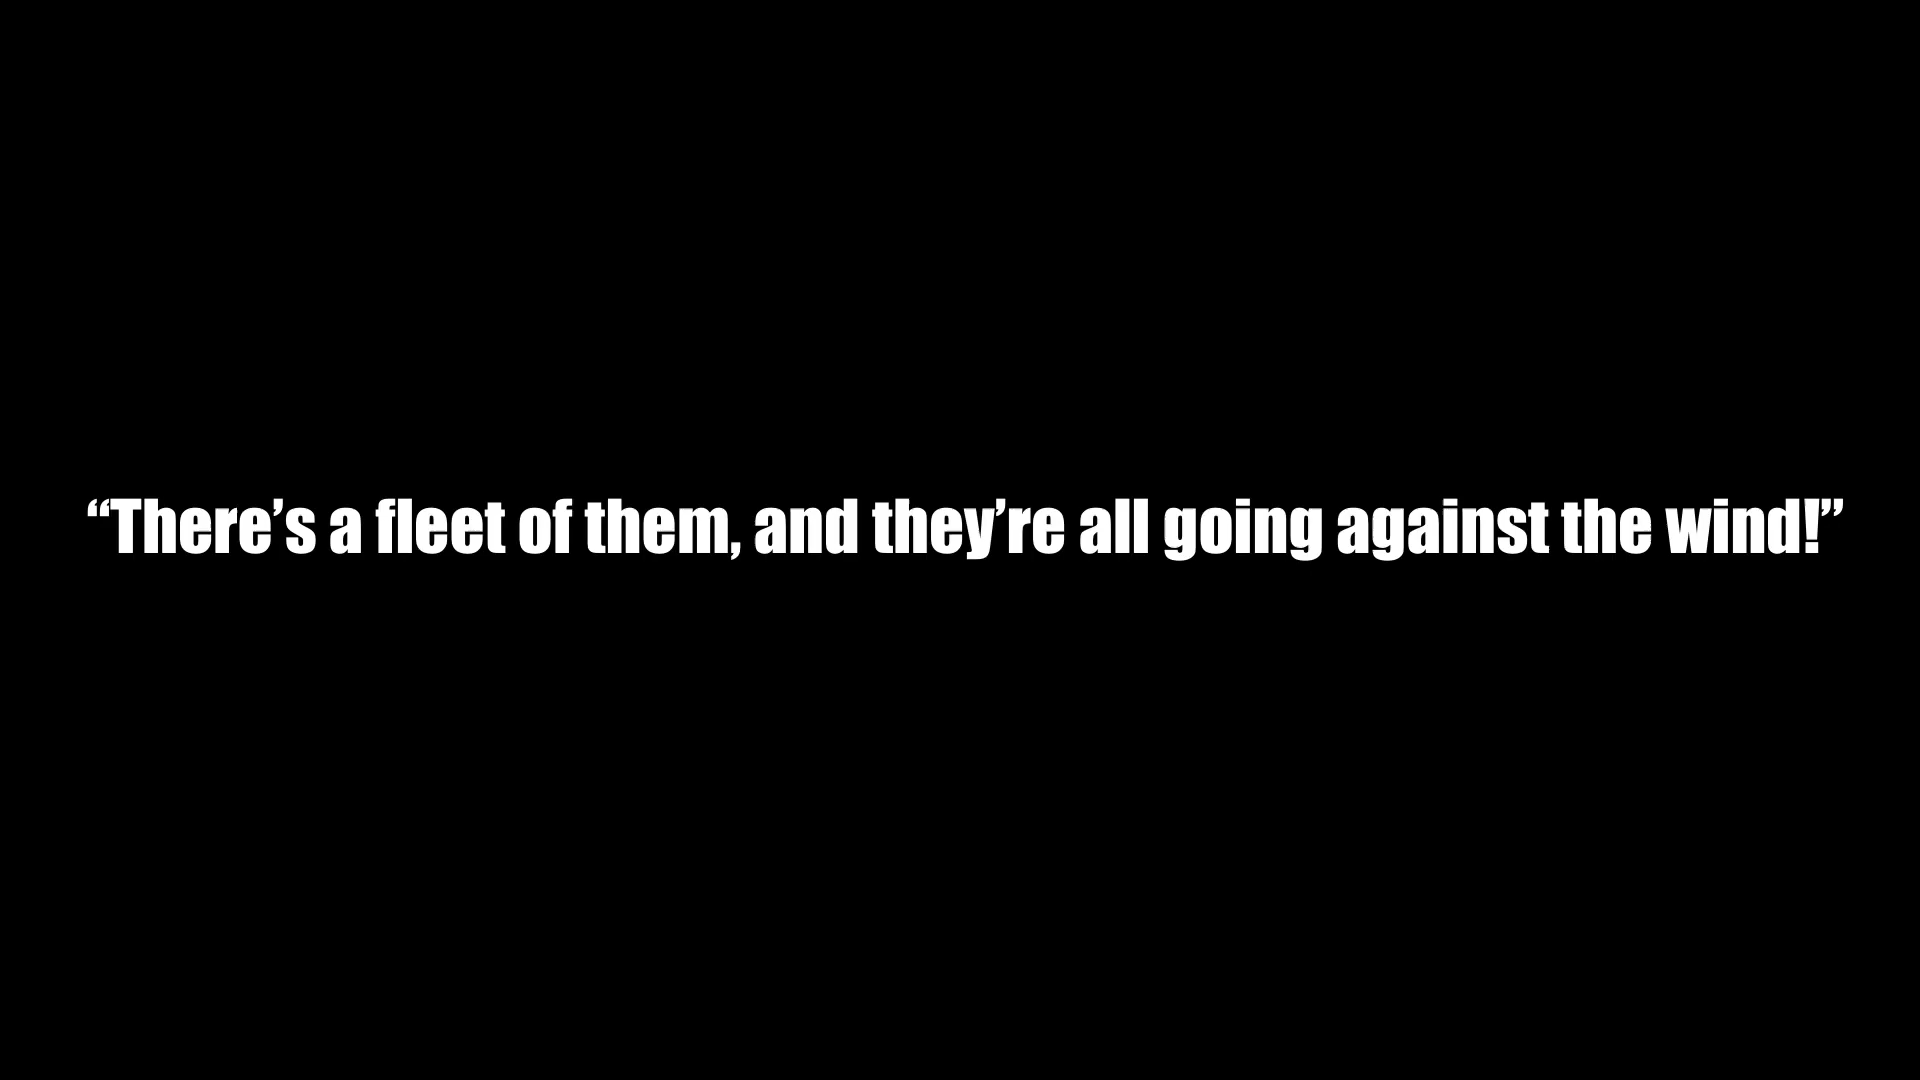 “There’s a fleet of them, and they’re all going against the wind!”